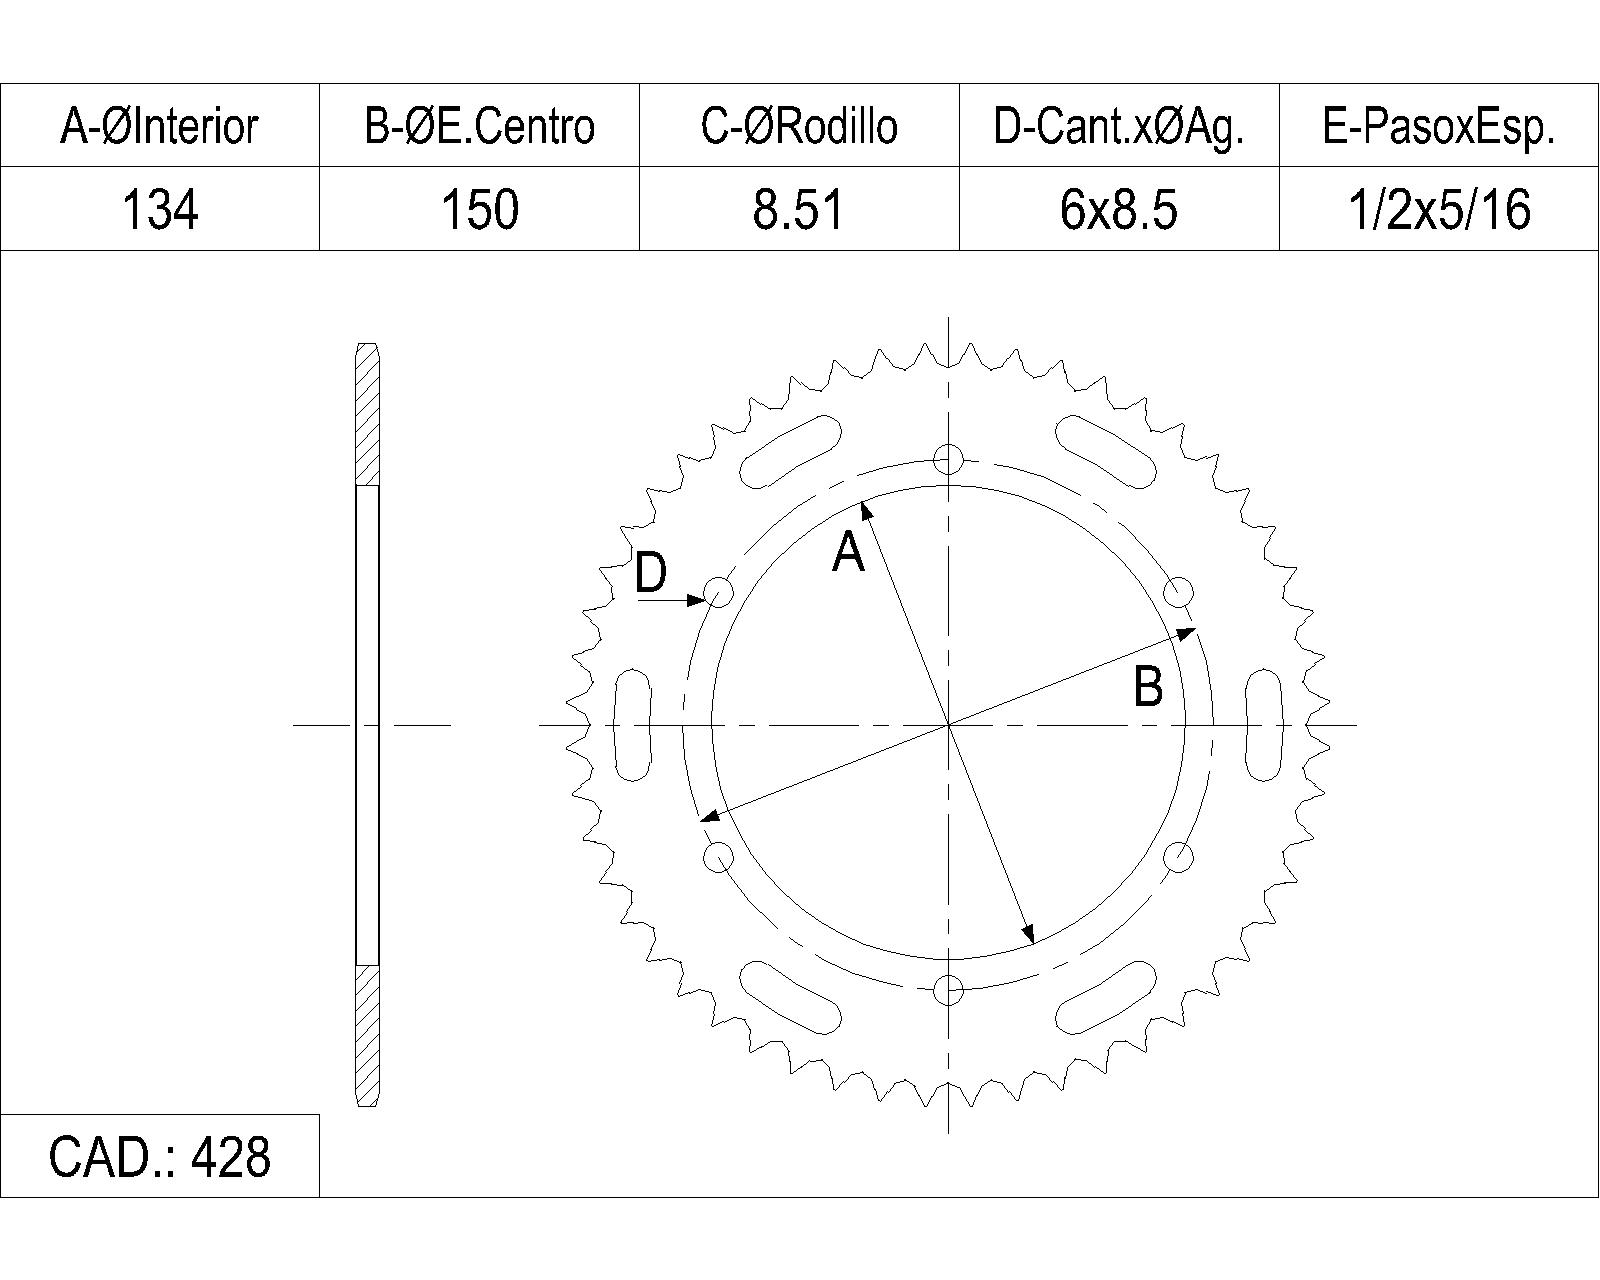 A-ØInterior B-ØE.Centro C-ØRodillo D-Cant.xØAg. E-PasoxEsp.
134 150 8.51 6x8.5 1/2x5/16
A
D
B
CAD.: 428